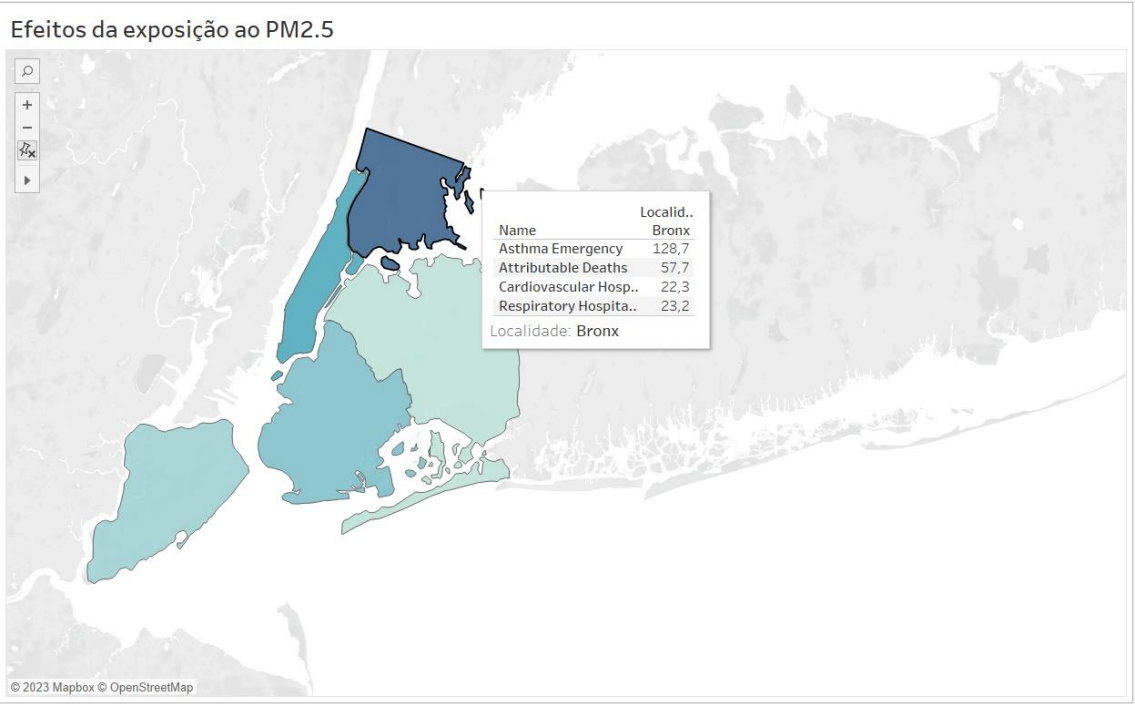 Efeitos da exposição ao PM2.5
Localid..
Name Bronx
Asthma Emergency 128,7
Attributable Deaths 57,7
Cardiovascular Hosp.. 22,3
Respiratory Hospita.. 23,2
Localidade: Bronx
© 2023 Mapbox © OpenStreetMap